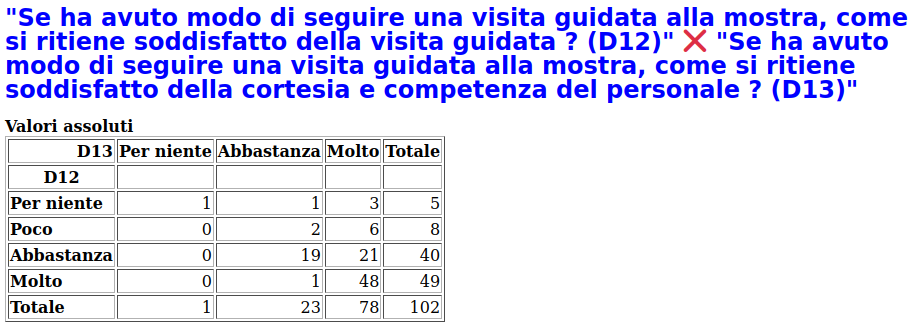 "Se ha avuto modo di seguire una visita guidata alla mostra, come
si ritiene soddisfatto della visita guidata ? (D12)" ❌ "Se ha avuto
modo di seguire una visita guidata alla mostra, come si ritiene
soddisfatto della cortesia e competenza del personale ? (D13)"
Valori assoluti
D13 Per niente Abbastanza Molto Totale
D12
Per niente 1 1 3 5
Poco 0 2 6 8
Abbastanza 0 19 21 40
Molto 0 1 48 49
Totale 1 23 78 102